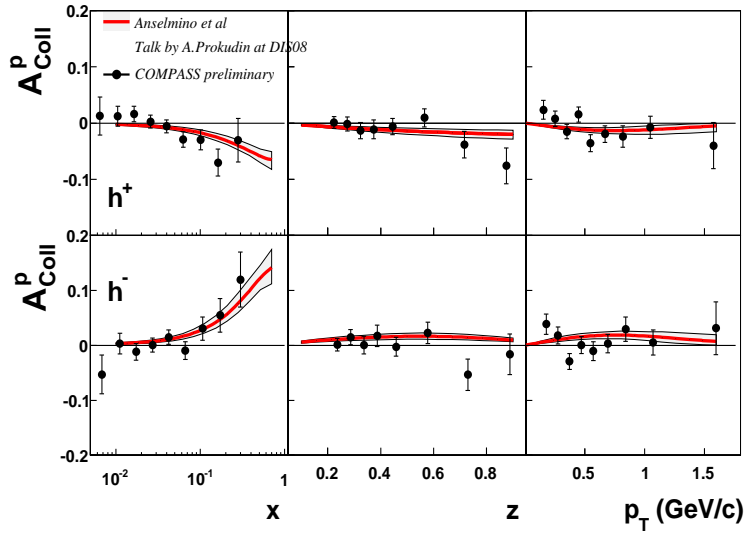 Anselmino et al
Talk by A.Prokudin at DIS08
COMPASS preliminary
A^p_Coll
0.2
0.1
0
-0.1
h⁺
A^p_Coll
0.2
0.1
0
-0.1
-0.2
h⁻
10⁻² 10⁻¹ 1
0.2 0.4 0.6 0.8
0.5 1 1.5
x
z
p_T (GeV/c)